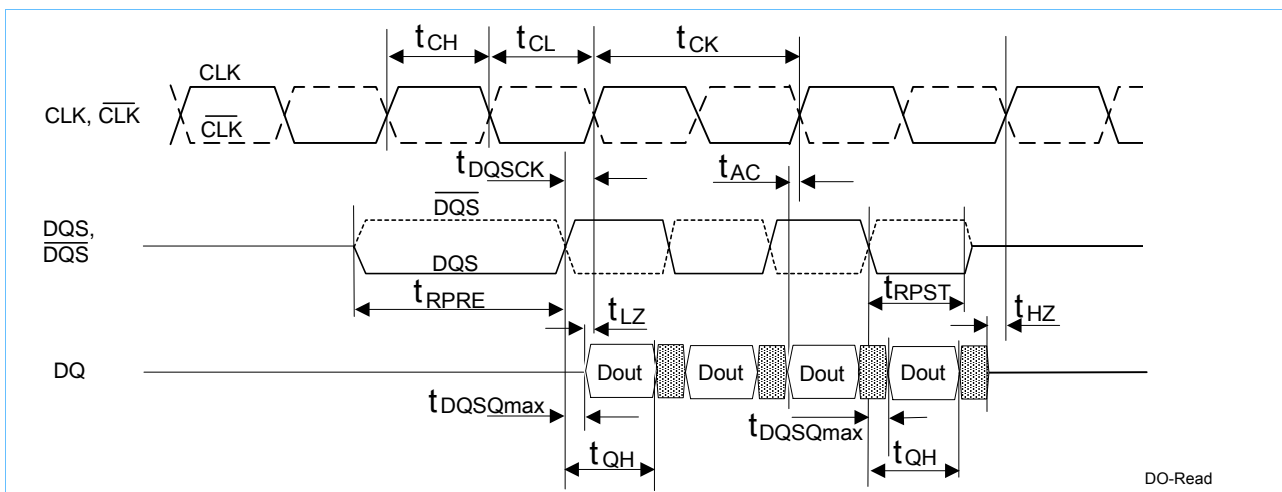 tCH tCL tCK
CLK
CLK, CLK
CLK
tDQSCK tAC
DQS
DQS,
DQS
DQS
tRPRE tRPST
tLZ tHZ
DQ Dout Dout Dout Dout
tDQSQmax tDQSQmax
tQH tQH
DO-Read